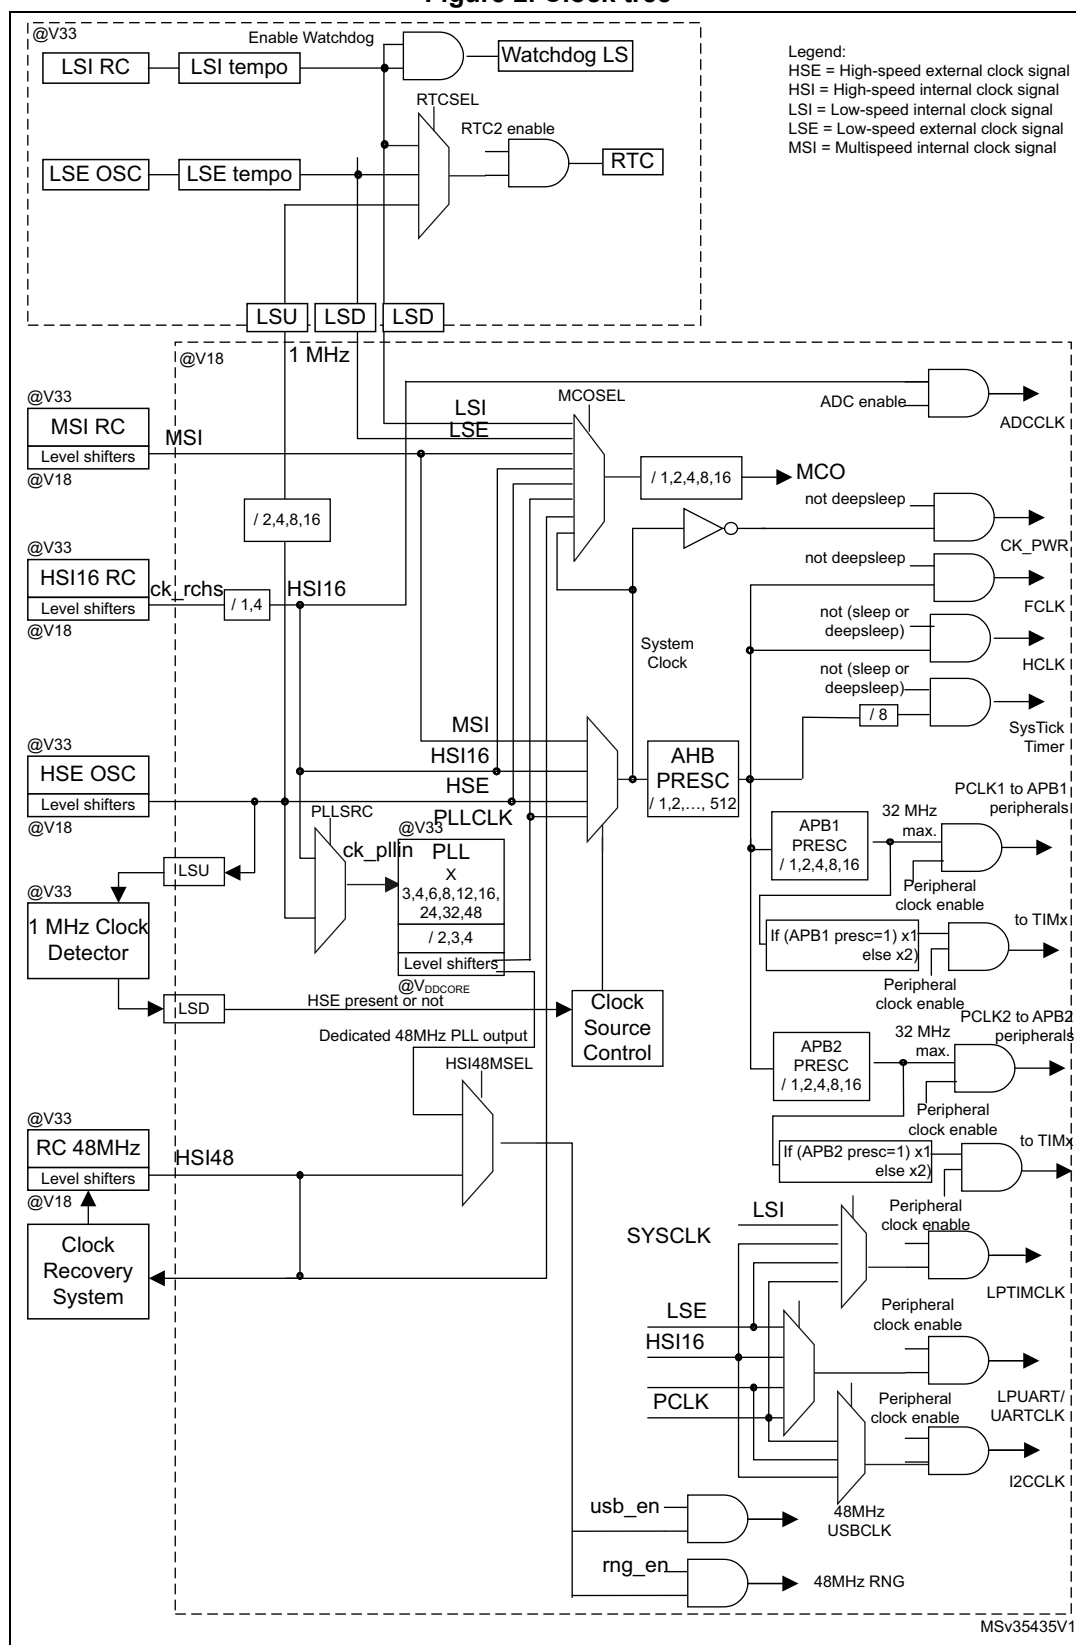 Figure 2. Clock tree
@V33
Enable Watchdog
Watchdog LS
LSI RC
LSI tempo
RTCSEL
RTC2 enable
RTC
LSE OSC
LSE tempo
LSU
LSD
LSD
Legend:
HSE = High-speed external clock signal
HSI = High-speed internal clock signal
LSI = Low-speed internal clock signal
LSE = Low-speed external clock signal
MSI = Multispeed internal clock signal
@V18
1 MHz
@V33
MSI RC
Level shifters
@V18
MSI
LSI
LSE
MCOSEL
/ 1,2,4,8,16
MCO
ADC enable
ADCCLK
/ 2,4,8,16
not deepsleep
CK_PWR
@V33
HSI16 RC
Level shifters
@V18
ck_rchs
/ 1,4
HSI16
not deepsleep
FCLK
not (sleep or
deepsleep)
HCLK
System
Clock
not (sleep or
deepsleep)
/ 8
SysTick
Timer
@V33
HSE OSC
Level shifters
@V18
MSI
HSI16
HSE
PLLCLK
AHB
PRESC
/ 1,2,…, 512
PLLSRC
ck_pllin
@V33
PLL
X
3,4,6,8,12,16,
24,32,48
/ 2,3,4
Level shifters
@VDDCORE
APB1
PRESC
/ 1,2,4,8,16
32 MHz
max.
PCLK1 to APB1
peripherals
Peripheral
clock enable
If (APB1 presc=1) x1
else x2)
to TIMx
Peripheral
clock enable
LSU
@V33
1 MHz Clock
Detector
LSD
HSE present or not
Clock
Source
Control
Dedicated 48MHz PLL output
APB2
PRESC
/ 1,2,4,8,16
32 MHz
max.
PCLK2 to APB2
peripherals
Peripheral
clock enable
If (APB2 presc=1) x1
else x2)
to TIMx
Peripheral
clock enable
HSI48MSEL
@V33
RC 48MHz
Level shifters
@V18
HSI48
Clock
Recovery
System
LSI
SYSCLK
LPTIMCLK
LSE
HSI16
PCLK
Peripheral
clock enable
LPUART/
UARTCLK
Peripheral
clock enable
I2CCLK
usb_en
48MHz
USBCLK
rng_en
48MHz RNG
MSv35435V1